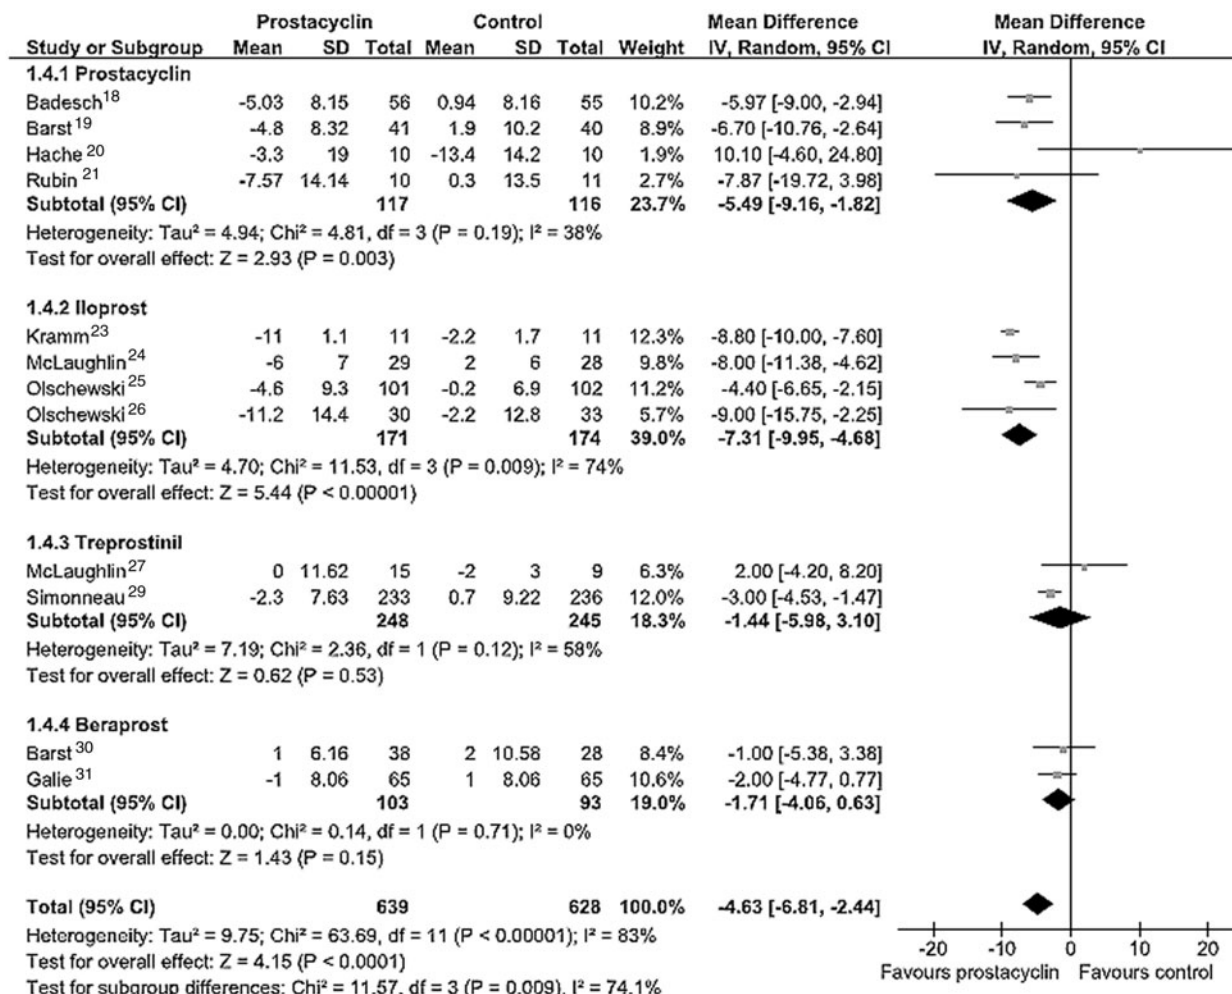 Prostacyclin Control Mean Difference Mean Difference
Study or Subgroup Mean SD Total Mean SD Total Weight IV, Random, 95% CI IV, Random, 95% CI
1.4.1 Prostacyclin
Badesch18 -5.03 8.15 56 0.94 8.16 55 10.2% -5.97 [-9.00, -2.94]
Barst19 -4.8 8.32 41 1.9 10.2 40 8.9% -6.70 [-10.76, -2.64]
Hache20 -3.3 19 10 -13.4 14.2 10 1.9% 10.10 [-4.60, 24.80]
Rubin21 -7.57 14.14 10 0.3 13.5 11 2.7% -7.87 [-19.72, 3.98]
Subtotal (95% CI) 117 116 23.7% -5.49 [-9.16, -1.82]
Heterogeneity: Tau² = 4.94; Chi² = 4.81, df = 3 (P = 0.19); I² = 38%
Test for overall effect: Z = 2.93 (P = 0.003)
1.4.2 Iloprost
Kramm23 -11 1.1 11 -2.2 1.7 11 12.3% -8.80 [-10.00, -7.60]
McLaughlin24 -6 7 29 2 6 28 9.8% -8.00 [-11.38, -4.62]
Olschewski25 -4.6 9.3 101 -0.2 6.9 102 11.2% -4.40 [-6.65, -2.15]
Olschewski26 -11.2 14.4 30 -2.2 12.8 33 5.7% -9.00 [-15.75, -2.25]
Subtotal (95% CI) 171 174 39.0% -7.31 [-9.95, -4.68]
Heterogeneity: Tau² = 4.70; Chi² = 11.53, df = 3 (P = 0.009); I² = 74%
Test for overall effect: Z = 5.44 (P < 0.00001)
1.4.3 Treprostinil
McLaughlin27 0 11.62 15 -2 3 9 6.3% 2.00 [-4.20, 8.20]
Simonneau29 -2.3 7.63 233 0.7 9.22 236 12.0% -3.00 [-4.53, -1.47]
Subtotal (95% CI) 248 245 18.3% -1.44 [-5.98, 3.10]
Heterogeneity: Tau² = 7.19; Chi² = 2.36, df = 1 (P = 0.12); I² = 58%
Test for overall effect: Z = 0.62 (P = 0.53)
1.4.4 Beraprost
Barst30 1 6.16 38 2 10.58 28 8.4% -1.00 [-5.38, 3.38]
Galie31 -1 8.06 65 1 8.06 65 10.6% -2.00 [-4.77, 0.77]
Subtotal (95% CI) 103 93 19.0% -1.71 [-4.06, 0.63]
Heterogeneity: Tau² = 0.00; Chi² = 0.14, df = 1 (P = 0.71); I² = 0%
Test for overall effect: Z = 1.43 (P = 0.15)
Total (95% CI) 639 628 100.0% -4.63 [-6.81, -2.44]
Heterogeneity: Tau² = 9.75; Chi² = 63.69, df = 11 (P < 0.00001); I² = 83%
Test for overall effect: Z = 4.15 (P < 0.0001)
Test for subgroup differences: Chi² = 11.57, df = 3 (P = 0.009), I² = 74.1%
-20 -10 0 10 20
Favours prostacyclin Favours control